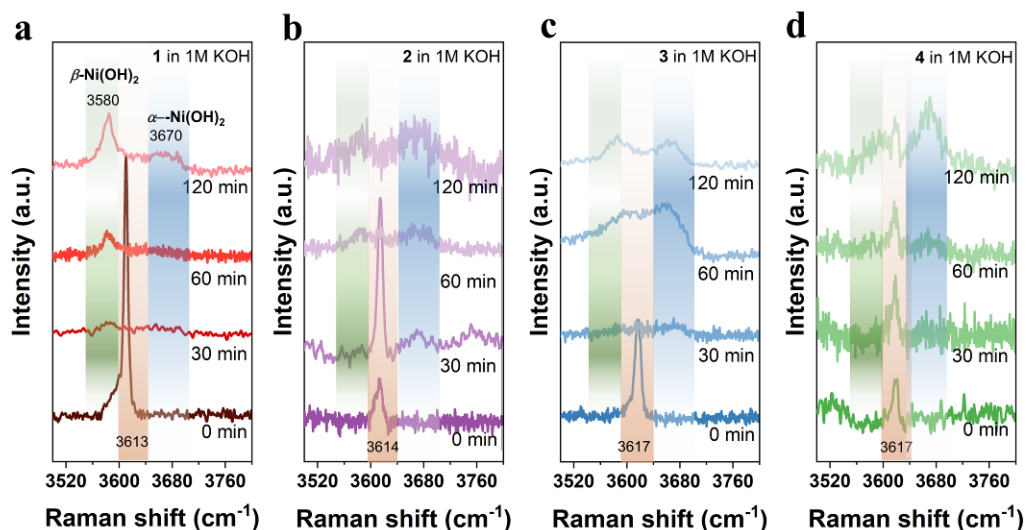 a
1 in 1M KOH
β-Ni(OH)2
3580
α--Ni(OH)2
3670
120 min
60 min
30 min
0 min
3613
Intensity (a.u.)
3520 3600 3680 3760
Raman shift (cm-1)
b
2 in 1M KOH
120 min
60 min
30 min
0 min
3614
Intensity (a.u.)
3520 3600 3680 3760
Raman shift (cm-1)
c
3 in 1M KOH
120 min
60 min
30 min
0 min
3617
Intensity (a.u.)
3520 3600 3680 3760
Raman shift (cm-1)
d
4 in 1M KOH
120 min
60 min
30 min
0 min
3617
Intensity (a.u.)
3520 3600 3680 3760
Raman shift (cm-1)